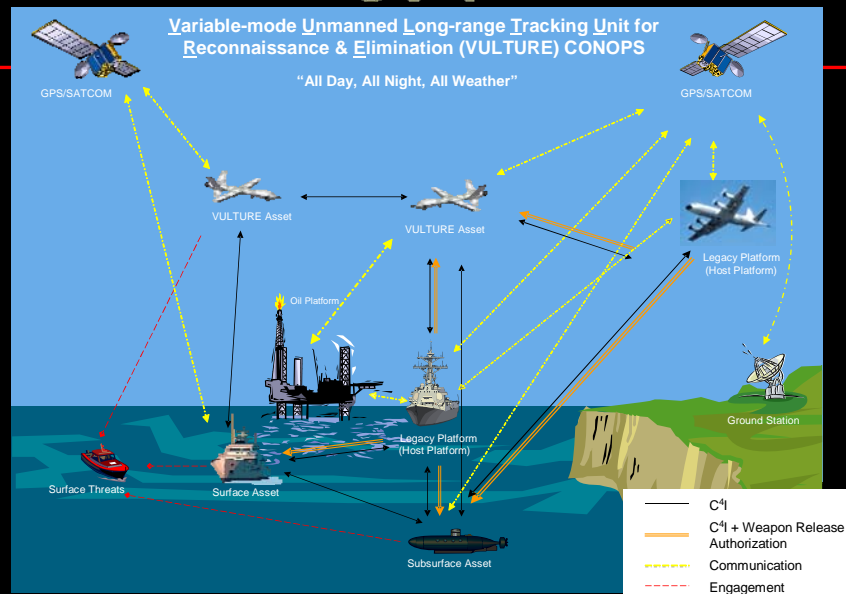 Variable-mode Unmanned Long-range Tracking Unit for
Reconnaissance & Elimination (VULTURE) CONOPS
“All Day, All Night, All Weather”
GPS/SATCOM
GPS/SATCOM
VULTURE Asset
VULTURE Asset
Legacy Platform
(Host Platform)
Oil Platform
Ground Station
Legacy Platform
(Host Platform)
Surface Threats
Surface Asset
Subsurface Asset
C⁴I
C⁴I + Weapon Release
Authorization
Communication
Engagement